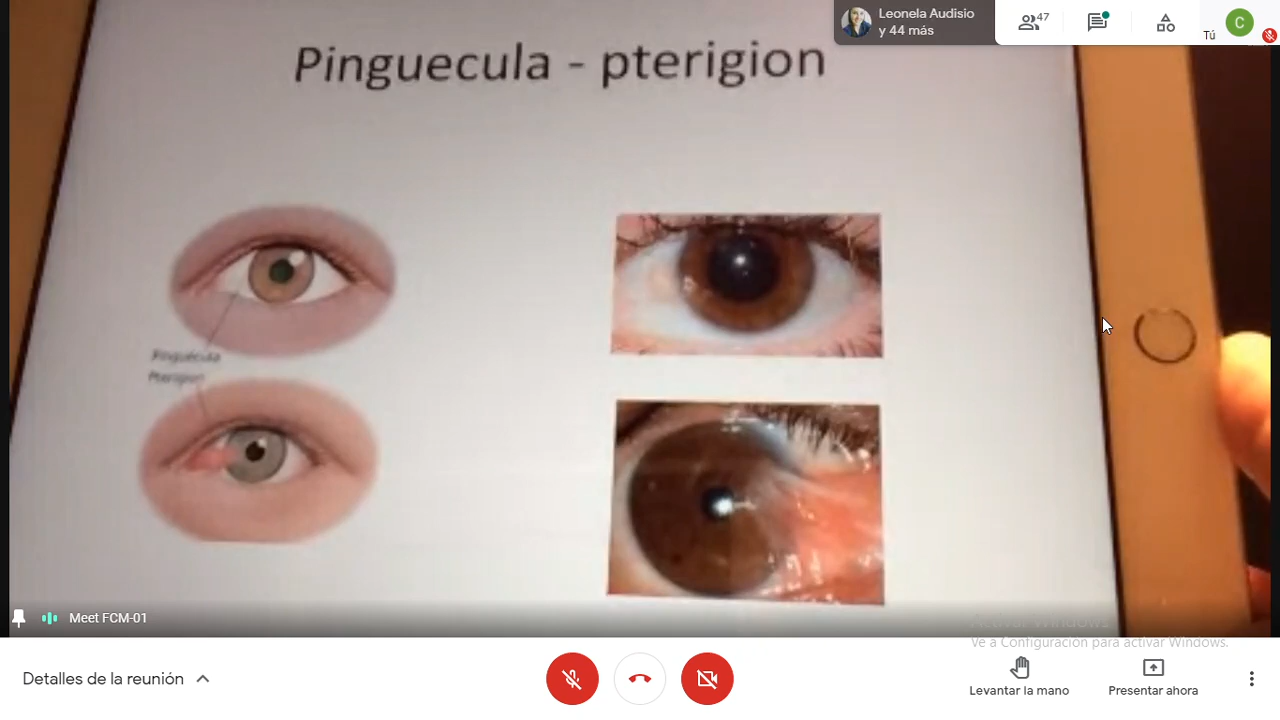 Leonela Audisio
y 44 más
47
C
Tú
Pinguecula - pterigion
Pinguecula
Pterigion
Meet FCM-01
Activar Windows
Ve a Configuración para activar Windows.
Detalles de la reunión
Levantar la mano
Presentar ahora